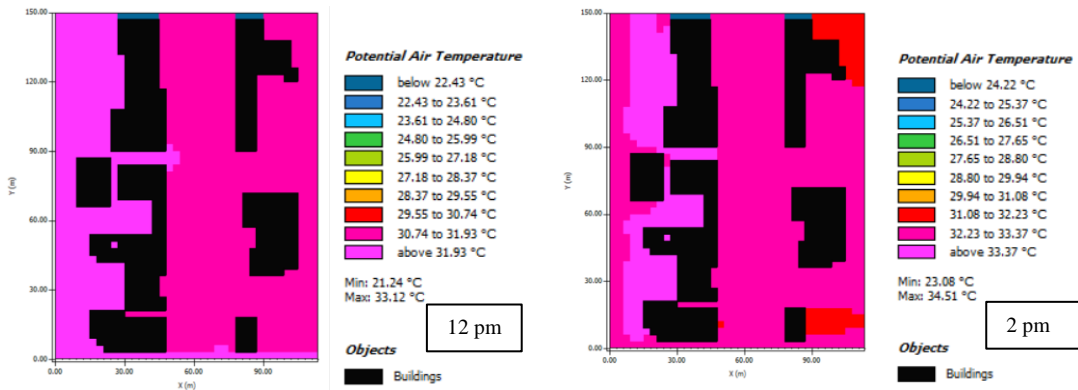 150.00
120.00
90.00
60.00
30.00
0.00
Y (m)
0.00 30.00 60.00 90.00
X (m)
Potential Air Temperature
below 22.43 °C
22.43 to 23.61 °C
23.61 to 24.80 °C
24.80 to 25.99 °C
25.99 to 27.18 °C
27.18 to 28.37 °C
28.37 to 29.55 °C
29.55 to 30.74 °C
30.74 to 31.93 °C
above 31.93 °C
Min: 21.24 °C
Max: 33.12 °C
12 pm
Objects
Buildings
150.00
120.00
90.00
60.00
30.00
0.00
Y (m)
0.00 30.00 60.00 90.00
X (m)
Potential Air Temperature
below 24.22 °C
24.22 to 25.37 °C
25.37 to 26.51 °C
26.51 to 27.65 °C
27.65 to 28.80 °C
28.80 to 29.94 °C
29.94 to 31.08 °C
31.08 to 32.23 °C
32.23 to 33.37 °C
above 33.37 °C
Min: 23.08 °C
Max: 34.51 °C
2 pm
Objects
Buildings